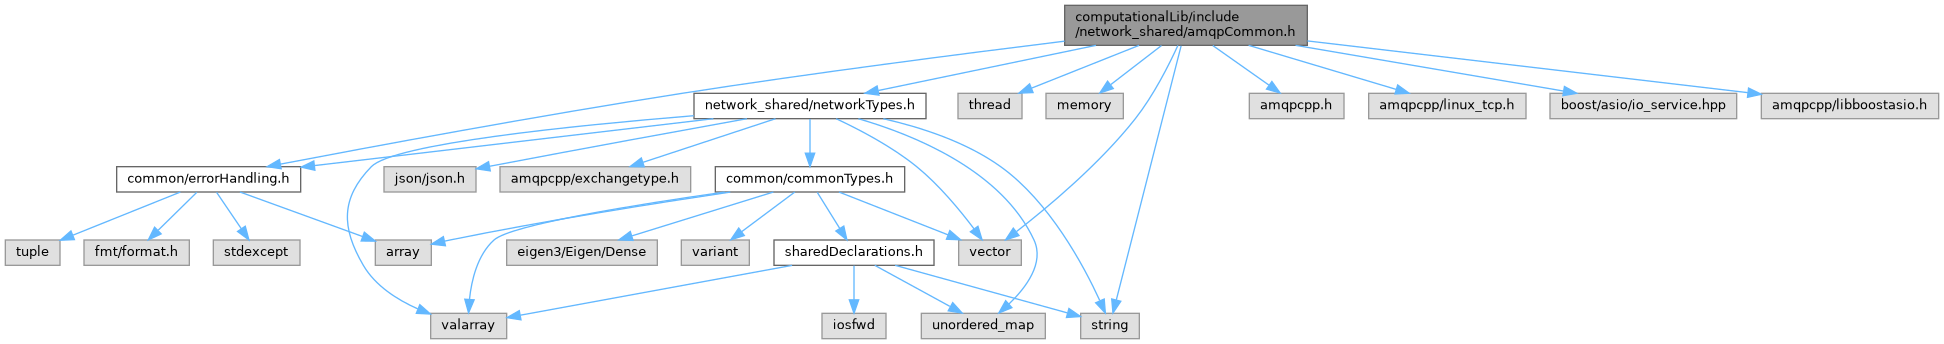 computationalLib/include
/network_shared/amqpCommon.h
network_shared/networkTypes.h
thread
memory
amqpcpp.h
amqpcpp/linux_tcp.h
boost/asio/io_service.hpp
amqpcpp/libboostasio.h
common/errorHandling.h
json/json.h
amqpcpp/exchangetype.h
common/commonTypes.h
tuple
fmt/format.h
stdexcept
array
eigen3/Eigen/Dense
variant
sharedDeclarations.h
vector
valarray
iosfwd
unordered_map
string